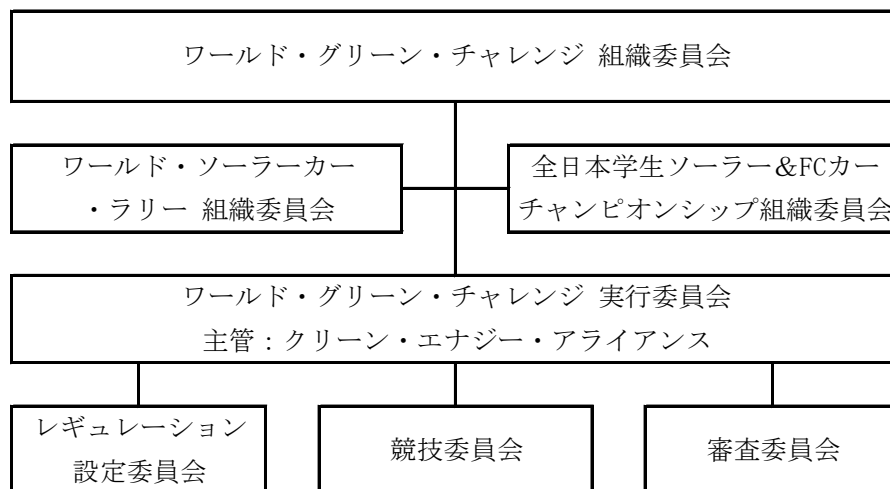 ワールド・グリーン・チャレンジ 組織委員会
ワールド・ソーラーカー
・ラリー 組織委員会
全日本学生ソーラー&FCカー
チャンピオンシップ組織委員会
ワールド・グリーン・チャレンジ 実行委員会
主管：クリーン・エナジー・アライアンス
レギュレーション
設定委員会
競技委員会
審査委員会